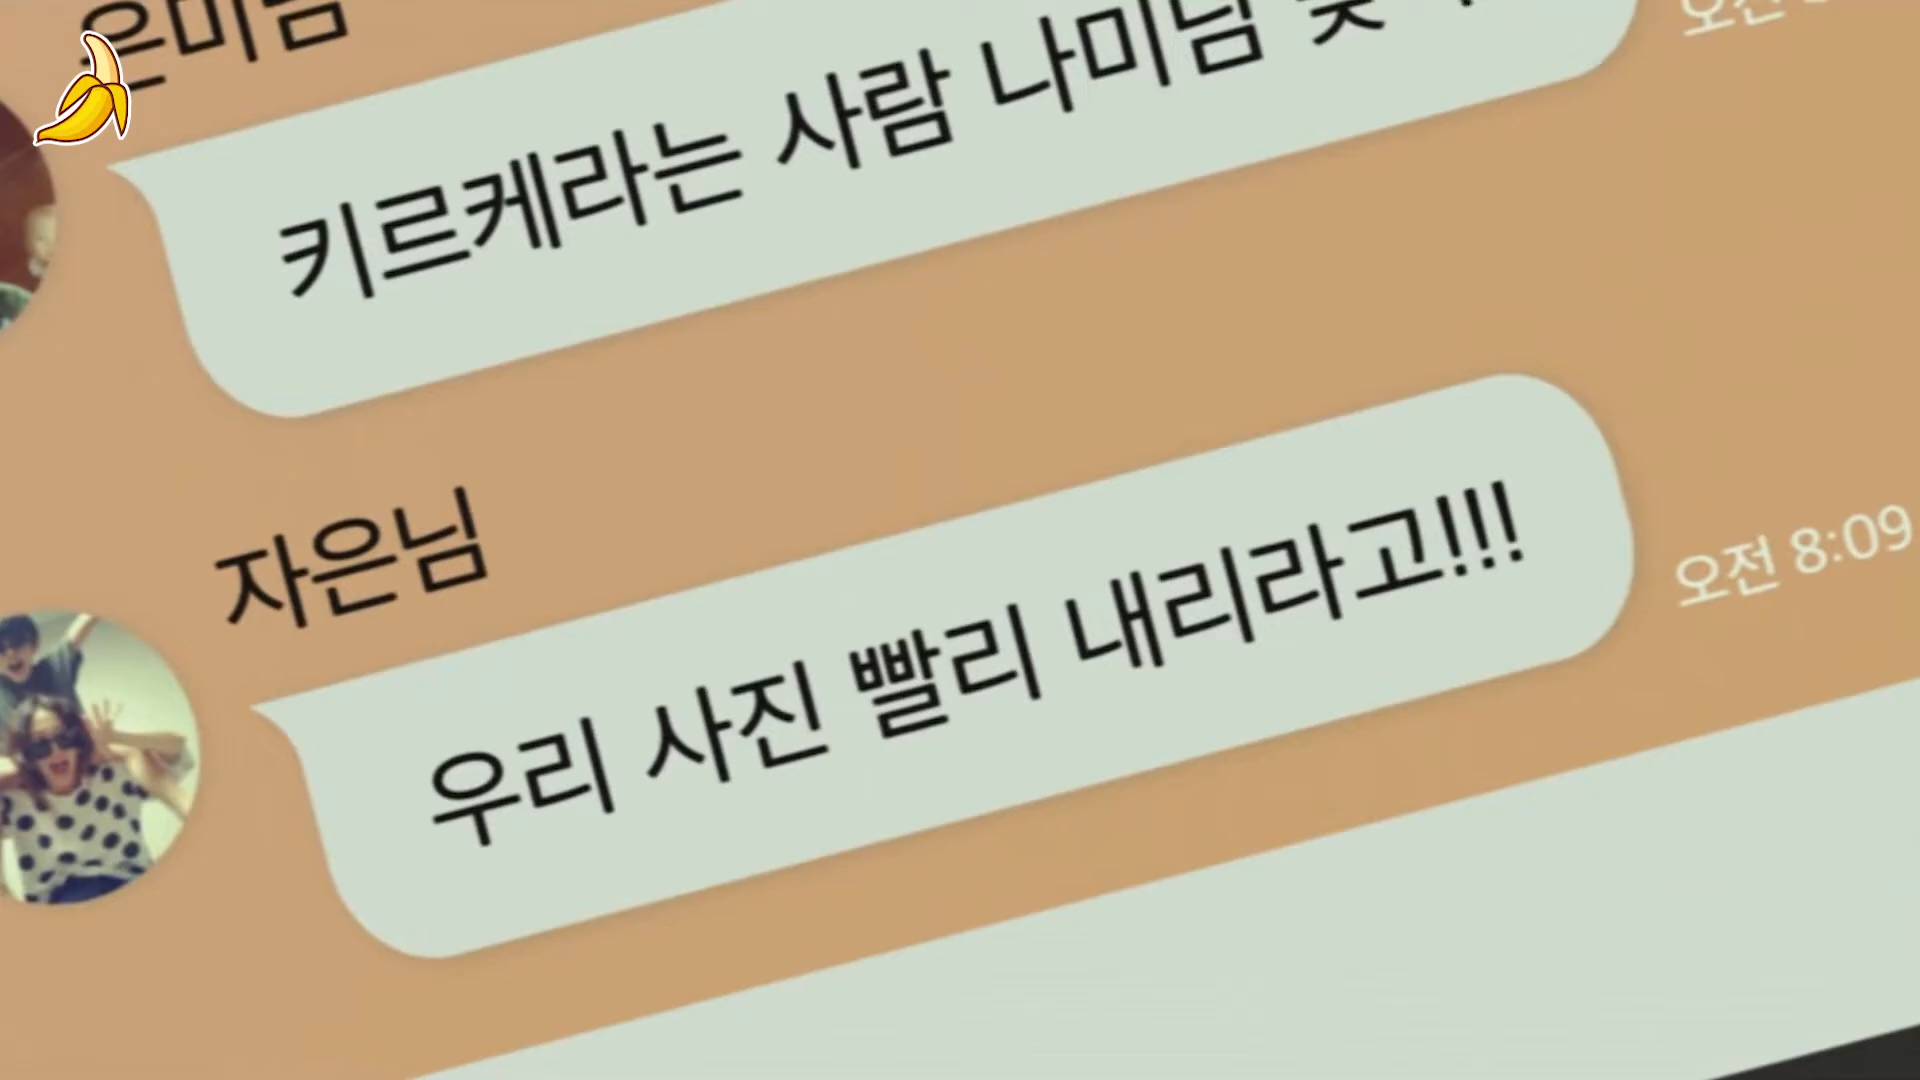 키르케라는 사람 나미님
자은님
우리 사진 빨리 내리라고!!!
오전 8:09